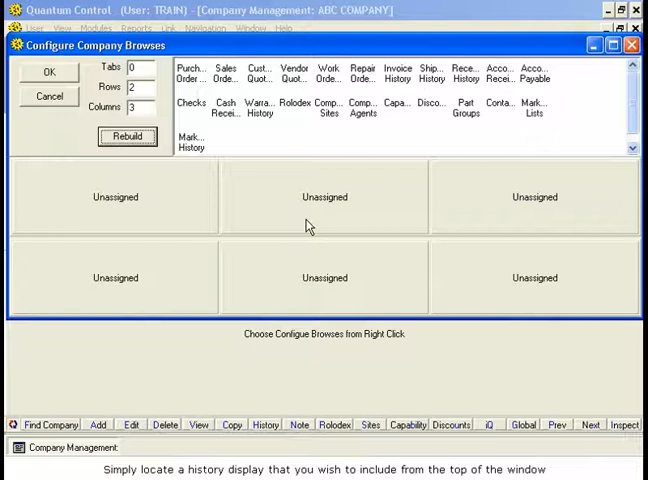 Quantum Control (User: TRAIN) - [Company Management: ABC COMPANY]
User View Modules Reports Link Navigation Window Help
Configure Company Browses
OK
Cancel
Tabs 0
Rows 2
Columns 3
Rebuild
Purch... Sales Cust... Vendor Work Repair Invoice Ship... Rece... Acco... Acco...
Order ... Orde... Quot... Quot... Orde... Orde... History History History Recei... Payable
Checks Cash Warra... Rolodex Comp... Comp... Capa... Disco... Part Conta... Mark...
Recei... History Sites Agents Groups Lists
Mark...
History
Unassigned Unassigned Unassigned
Unassigned Unassigned Unassigned
Choose Configue Browses from Right Click
Find Company Add Edit Delete View Copy History Note Rolodex Sites Capability Discounts iQ Global Prev Next Inspect
Company Management:
Simply locate a history display that you wish to include from the top of the window